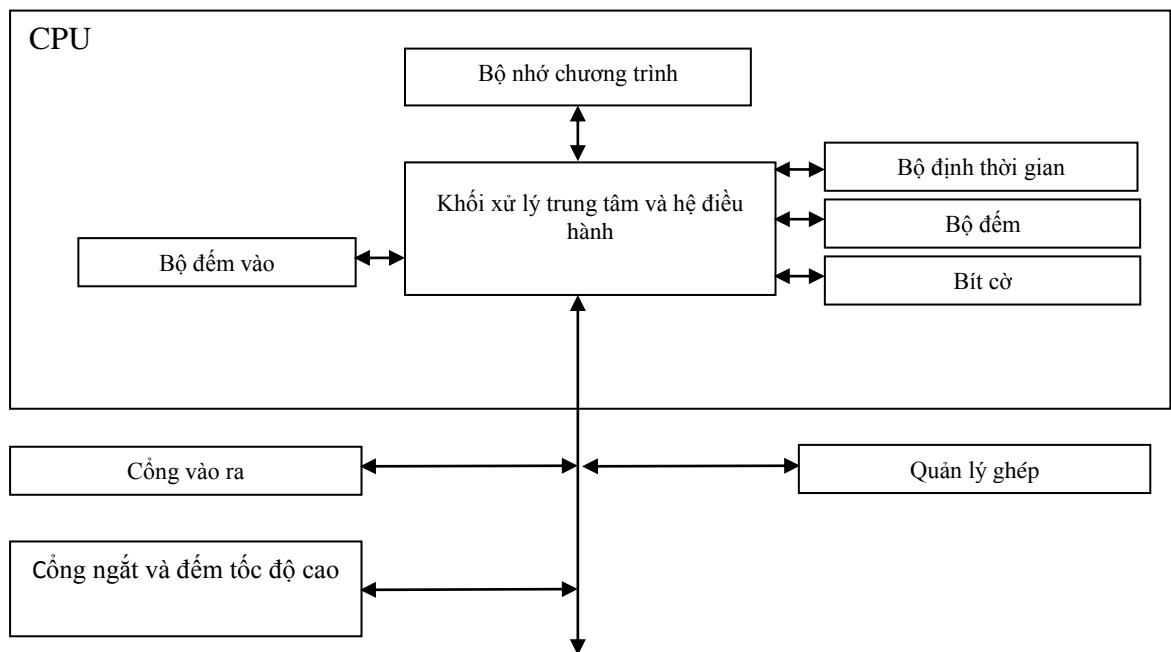 CPU
Bộ nhớ chương trình
Khối xử lý trung tâm và hệ điều
hành
Bộ định thời gian
Bộ đếm
Bít cờ
Bộ đếm vào
Cổng vào ra
Quản lý ghép
Cổng ngắt và đếm tốc độ cao